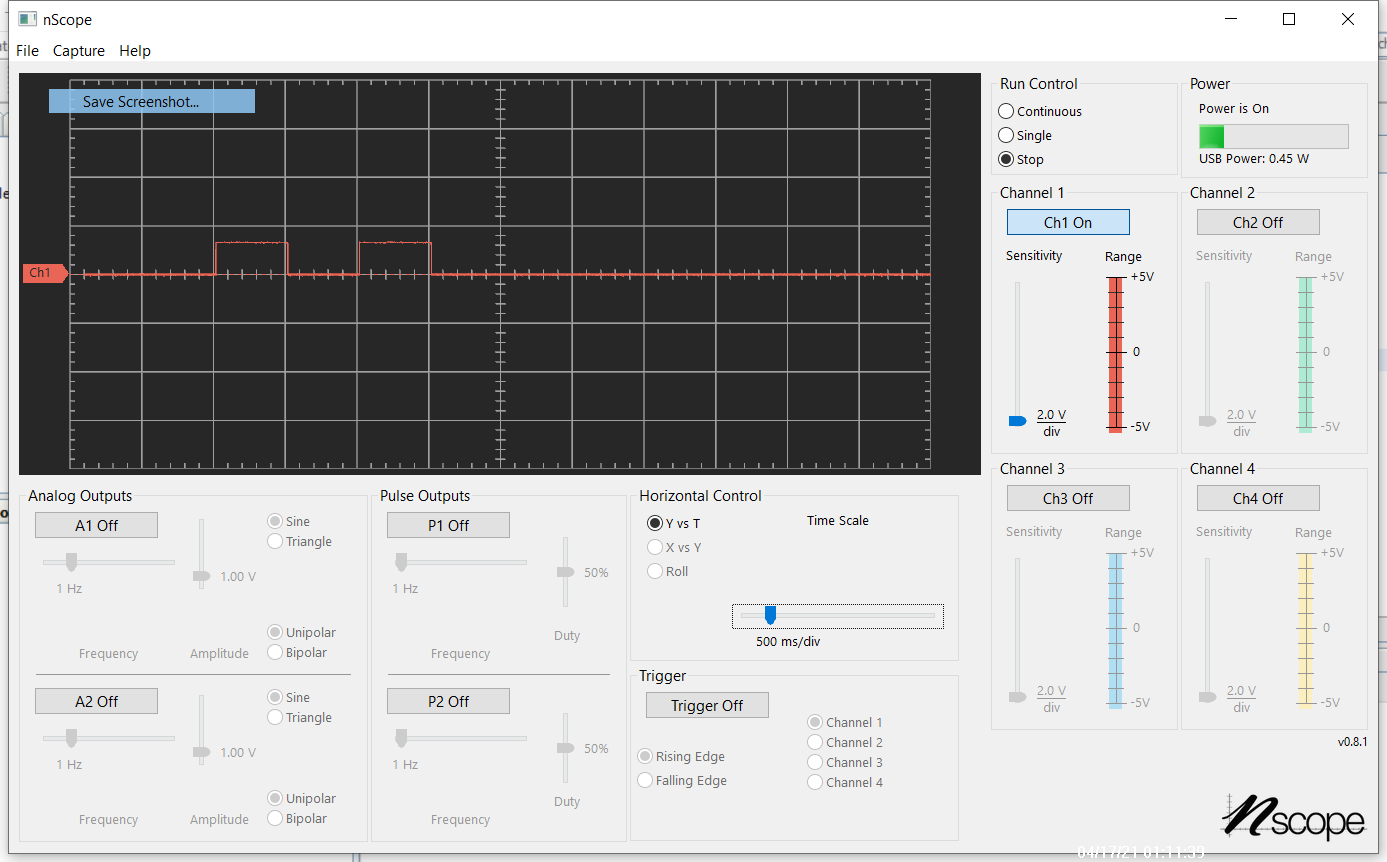 nScope
File Capture Help
Save Screenshot...
Ch1
Run Control
Continuous
Single
Stop
Power
Power is On
USB Power: 0.45 W
Channel 1
Ch1 On
Sensitivity
Range
+5V
0
-5V
2.0 V
div
Channel 2
Ch2 Off
Sensitivity
Range
+5V
0
-5V
2.0 V
div
Channel 3
Ch3 Off
Sensitivity
Range
+5V
0
-5V
2.0 V
div
Channel 4
Ch4 Off
Sensitivity
Range
+5V
0
-5V
2.0 V
div
Analog Outputs
A1 Off
1 Hz
Frequency
1.00 V
Amplitude
Sine
Triangle
Unipolar
Bipolar
A2 Off
1 Hz
Frequency
1.00 V
Amplitude
Sine
Triangle
Unipolar
Bipolar
Pulse Outputs
P1 Off
1 Hz
Frequency
50%
Duty
P2 Off
1 Hz
Frequency
50%
Duty
Horizontal Control
Y vs T
X vs Y
Roll
Time Scale
500 ms/div
Trigger
Trigger Off
Rising Edge
Falling Edge
Channel 1
Channel 2
Channel 3
Channel 4
v0.8.1
nscope